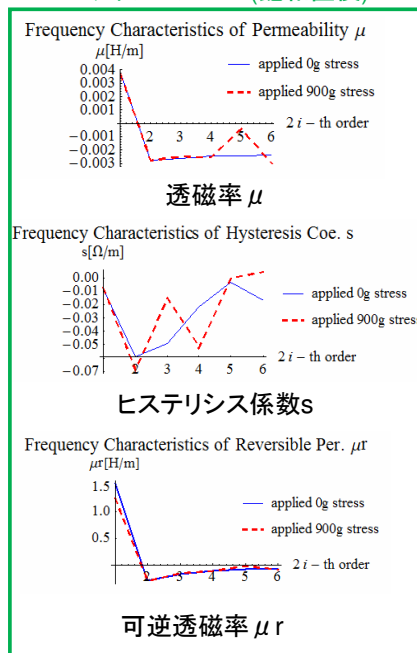 Frequency Characteristics of Permeability μ
μ[H/m]
0.004
0.003
0.002
0.001
-0.001
-0.002
-0.003
2 3 4 5 6
2 i - th order
applied 0g stress
applied 900g stress
透磁率μ
Frequency Characteristics of Hysteresis Coe. s
s[Ω/m]
0.00
-0.01
-0.01
-0.02
-0.03
-0.04
-0.05
-0.07
2 3 4 5 6
2 i - th order
applied 0g stress
applied 900g stress
ヒステリシス係数s
Frequency Characteristics of Reversible Per. μr
μr[H/m]
1.5
1.0
0.5
2 3 4 5 6
2 i - th order
applied 0g stress
applied 900g stress
可逆透磁率μr